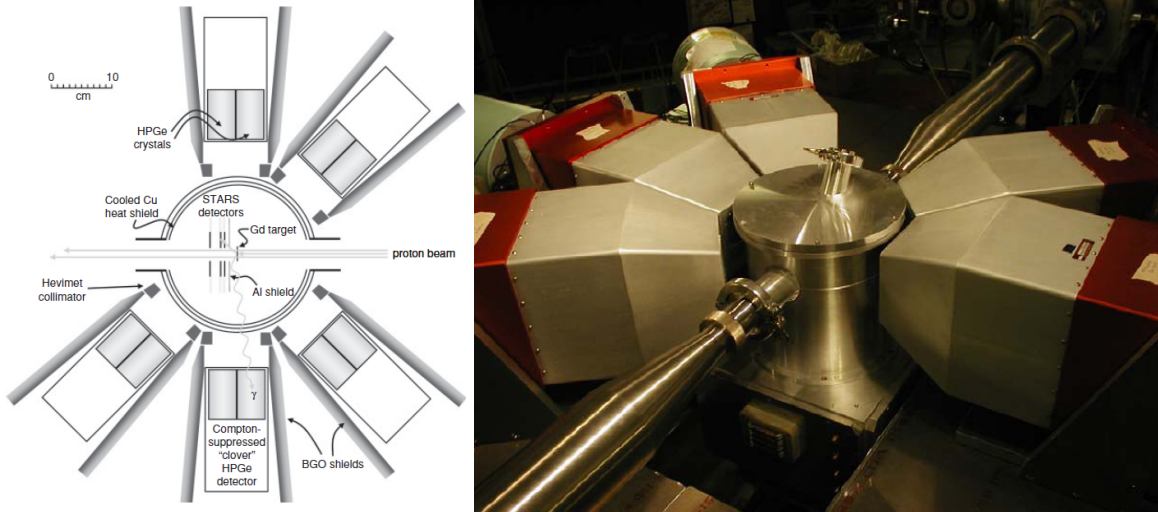 0
10
cm
HPGe
crystals
Cooled Cu
heat shield
STARS
detectors
Gd target
proton beam
Hevimet
collimator
Al shield
γ
Compton-
suppressed
“clover”
HPGe
detector
BGO shields